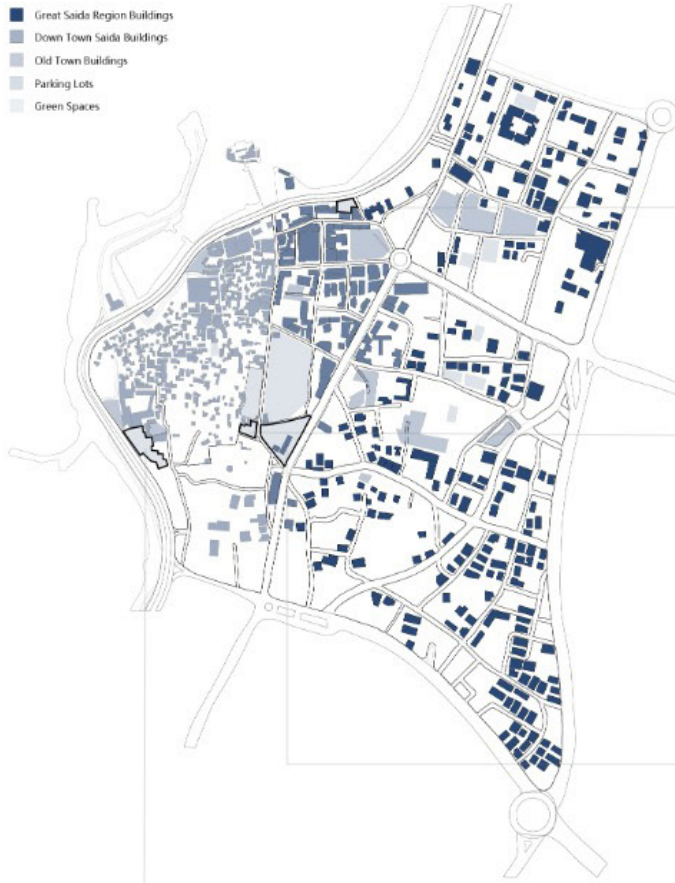 Great Saida Region Buildings
Down Town Saida Buildings
Old Town Buildings
Parking Lots
Green Spaces